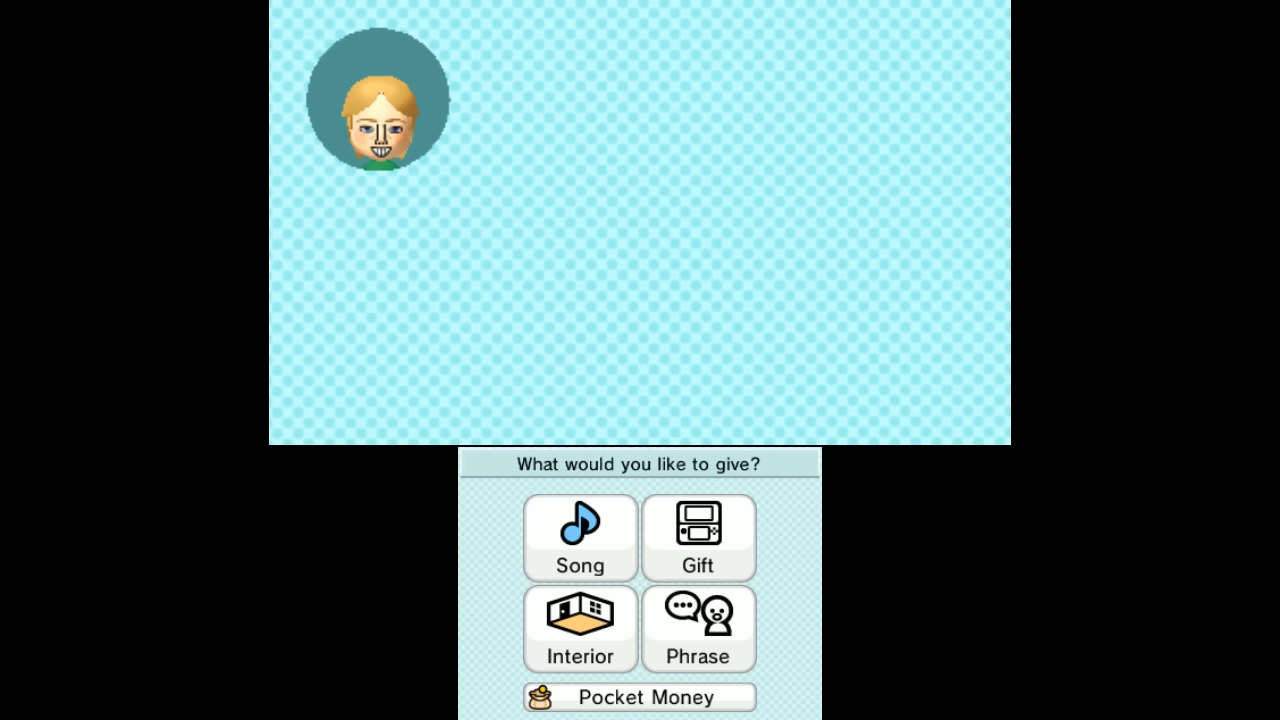 What would you like to give?
Song
Gift
Interior
Phrase
Pocket Money